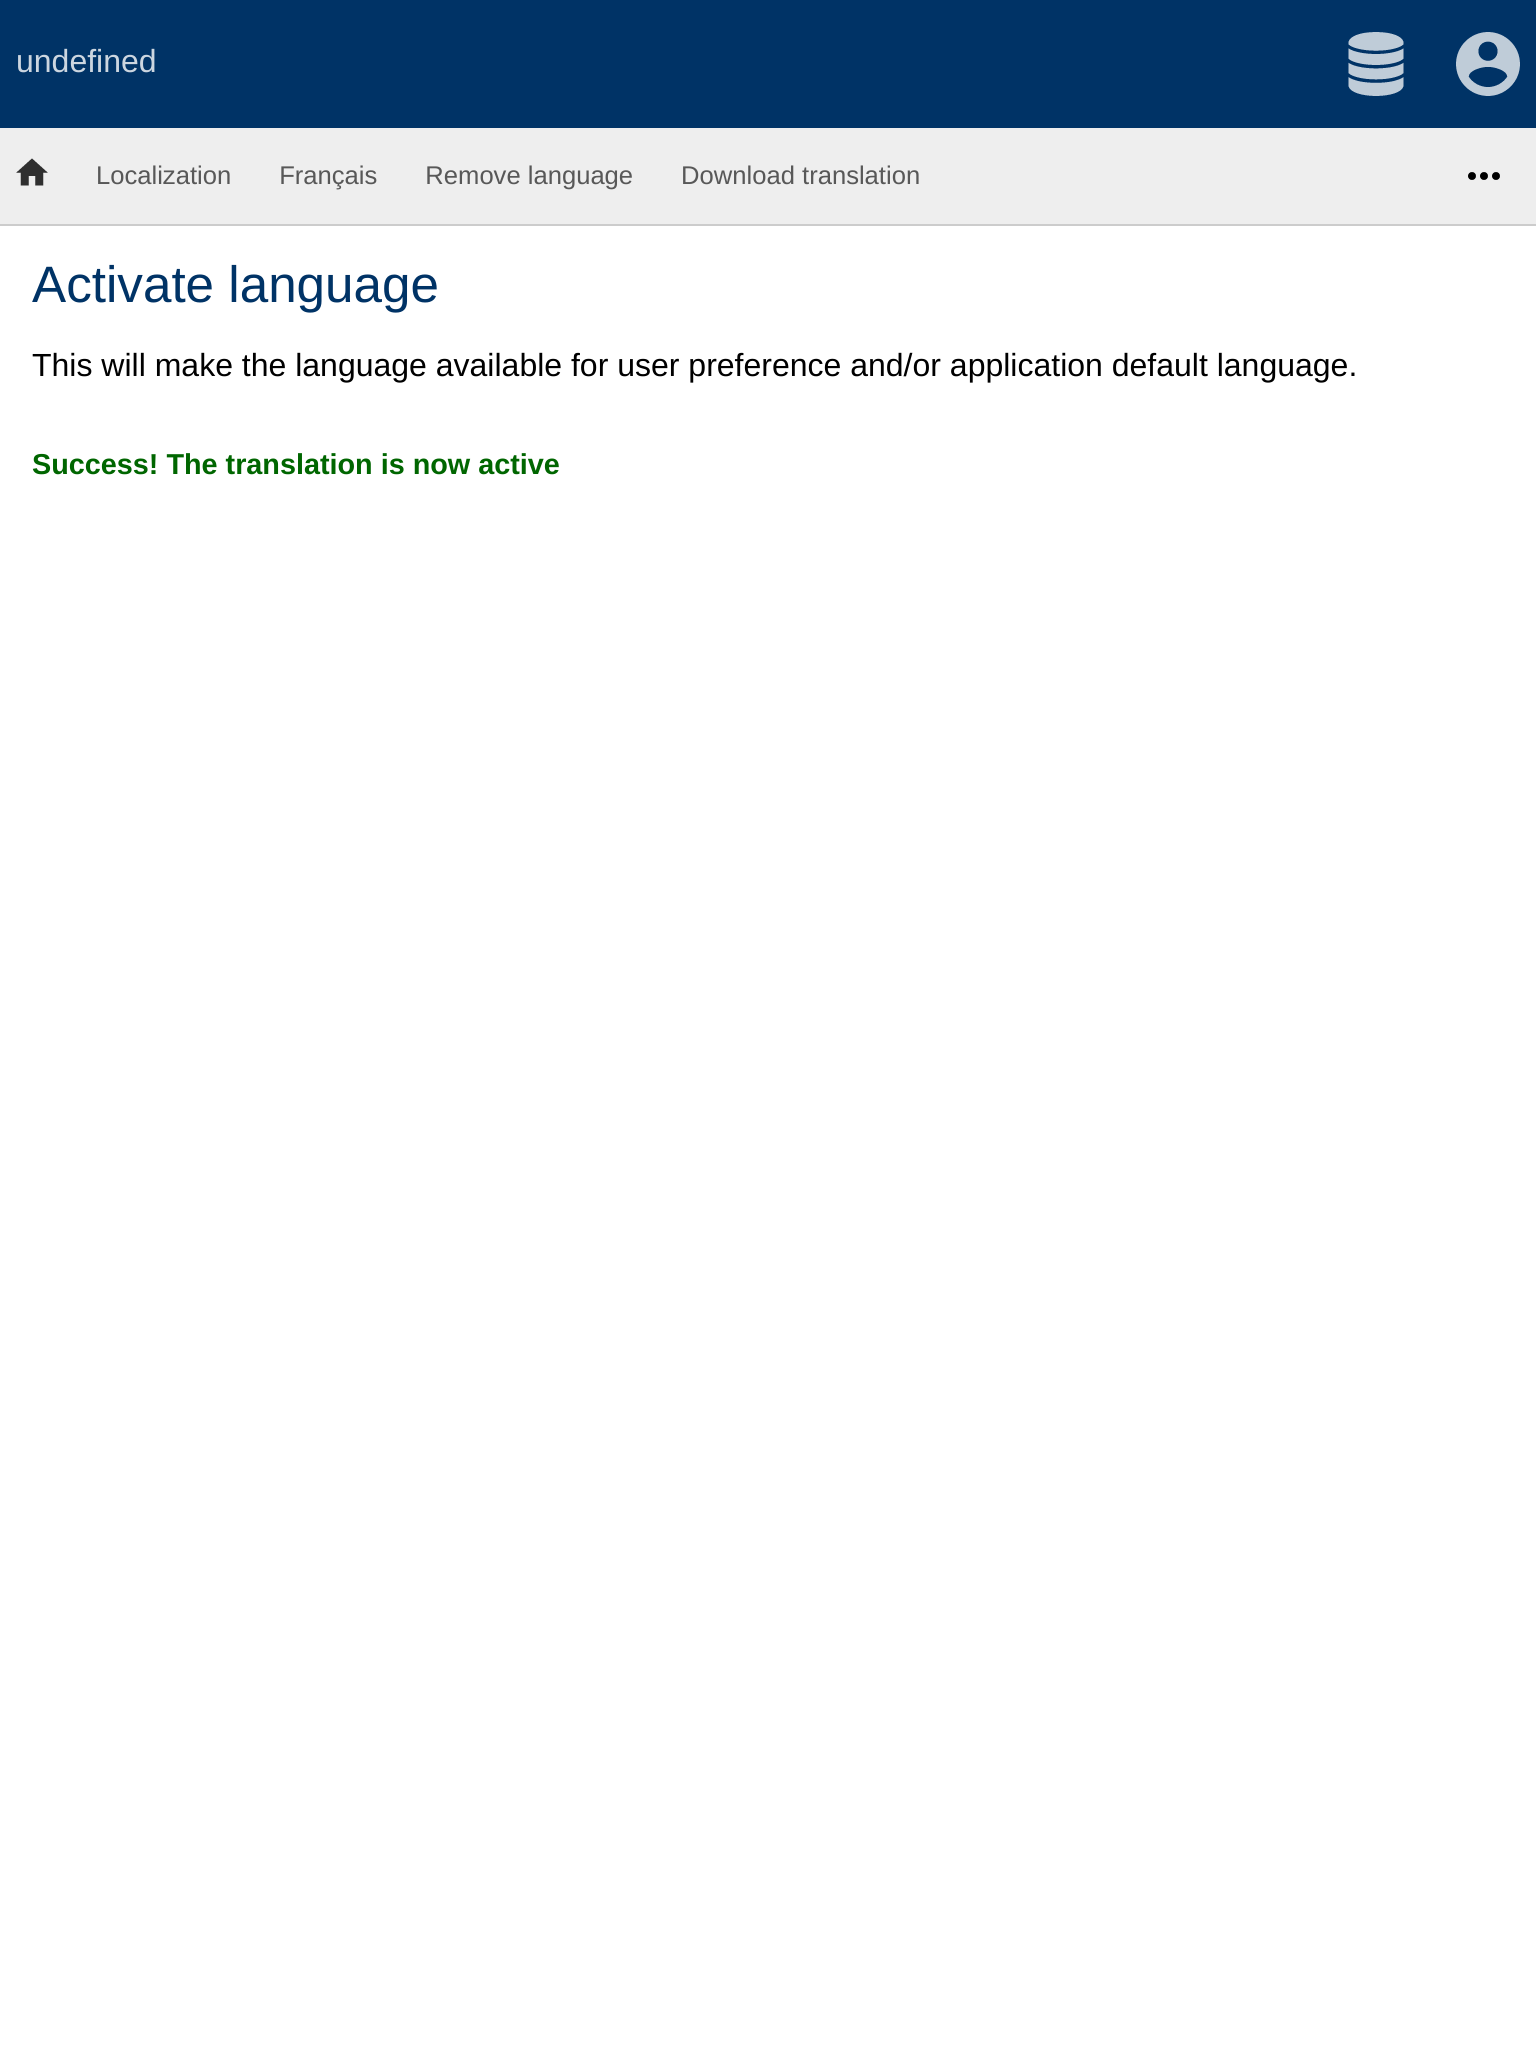 undefined
Localization Français Remove language Download translation
Activate language
This will make the language available for user preference and/or application default language.
Success! The translation is now active